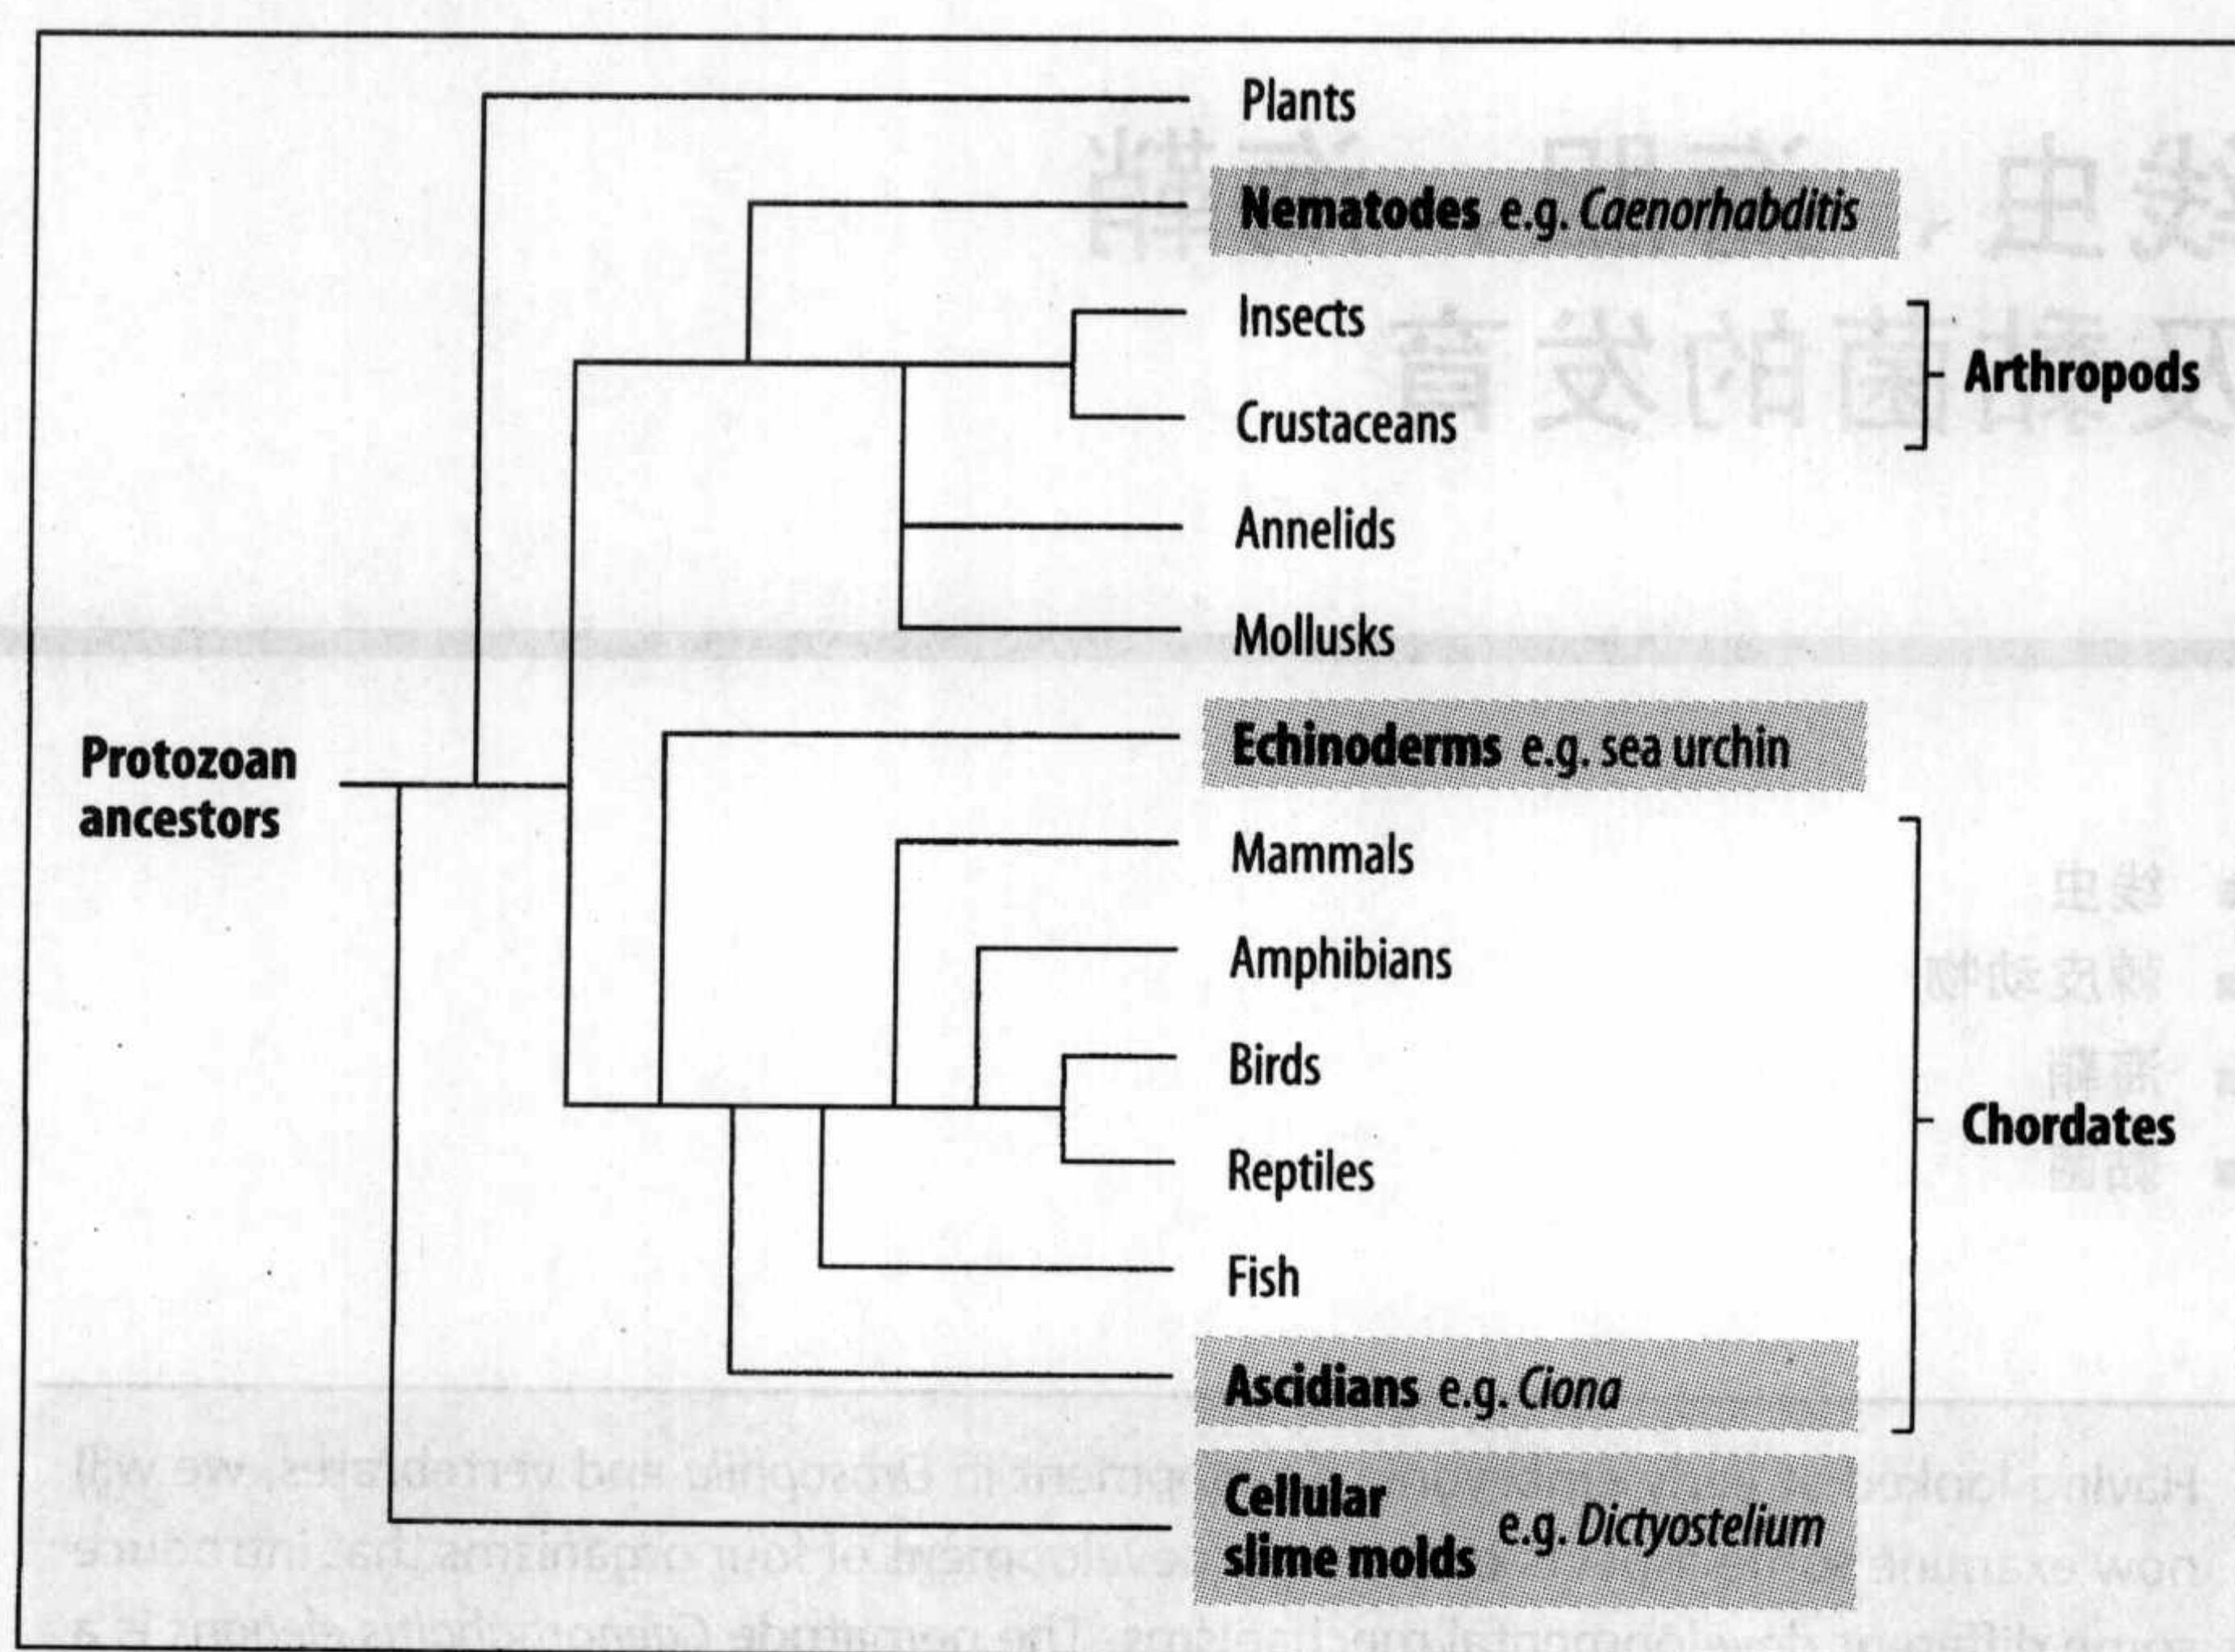 Plants
Nematodes e.g. Caenorhabditis
Insects
Crustaceans
Arthropods
Annelids
Mollusks
Echinoderms e.g. sea urchin
Protozoan
ancestors
Mammals
Amphibians
Birds
Reptiles
Chordates
Fish
Ascidians e.g. Ciona
Cellular
slime molds e.g. Dictyostelium